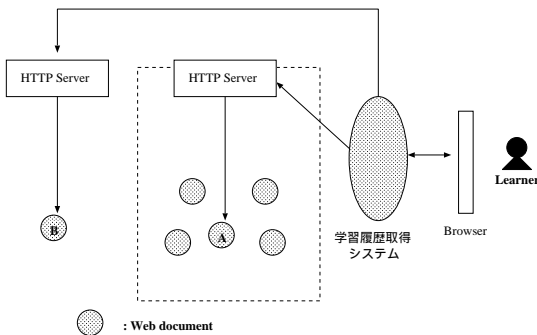 HTTP Server
HTTP Server
B
A
学習履歴取得
システム
Browser
Learner
: Web document